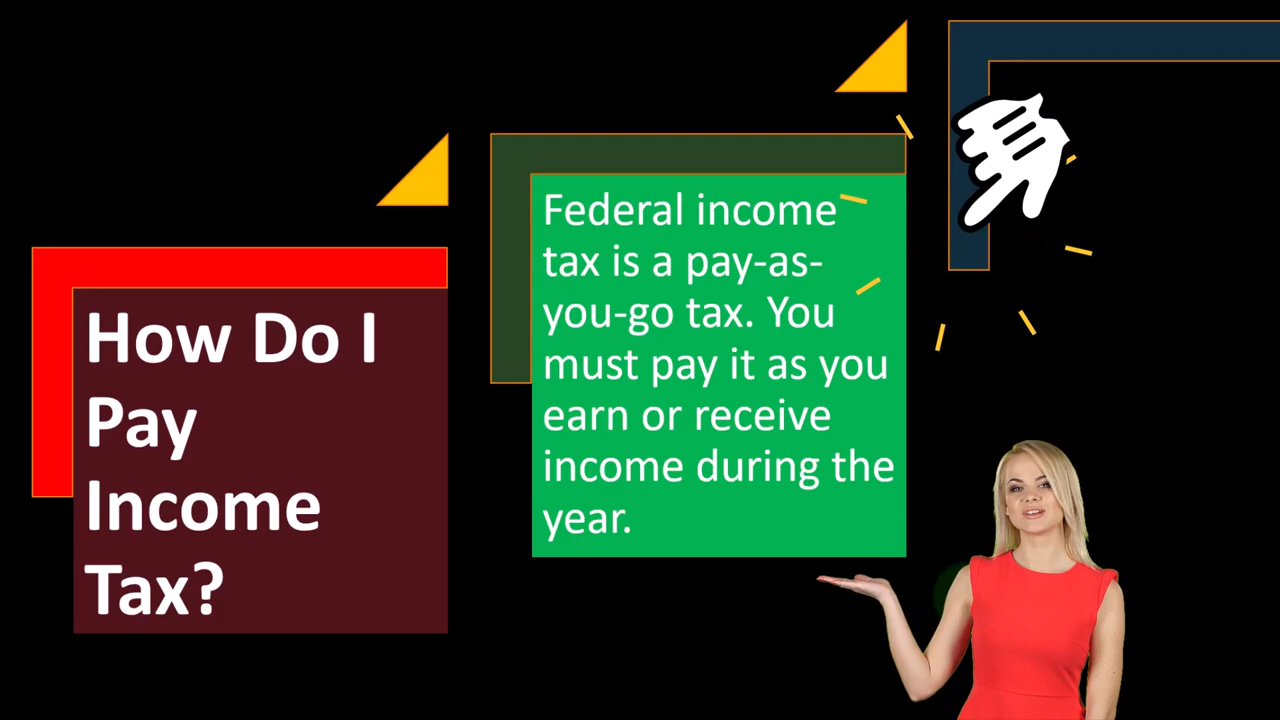 How Do I
Pay
Income
Tax?
Federal income
tax is a pay-as-
you-go tax. You
must pay it as you
earn or receive
income during the
year.